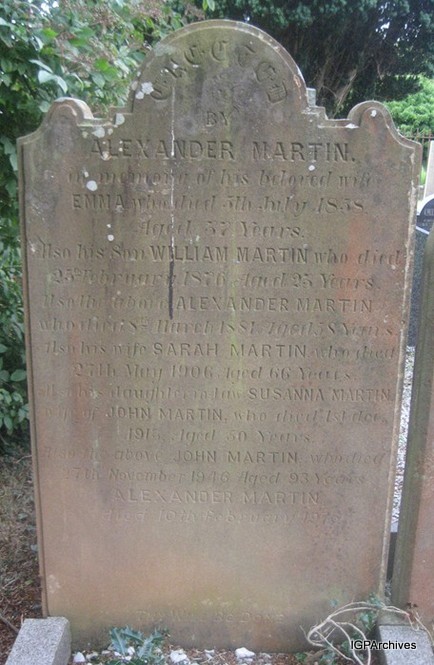 ERECTED
BY
ALEXANDER MARTIN.
in memory of his beloved wife
EMMA who died 5th July 1858.
Aged 37 Years.
Also his Son WILLIAM MARTIN who died
25th February 1876 Aged 25 Years.
Also the above ALEXANDER MARTIN
who died 8th March 1881. Aged 58 Years
Also his wife SARAH MARTIN who died
27th May 1906 Aged 66 Years
Also his daughter in law SUSANNA MARTIN
wife of JOHN MARTIN, who died 1st
1915, Aged 50 Years
Also the above JOHN MARTIN who died
17th November 1946 Aged 93 Years
ALEXANDER MARTIN
IGPArchives